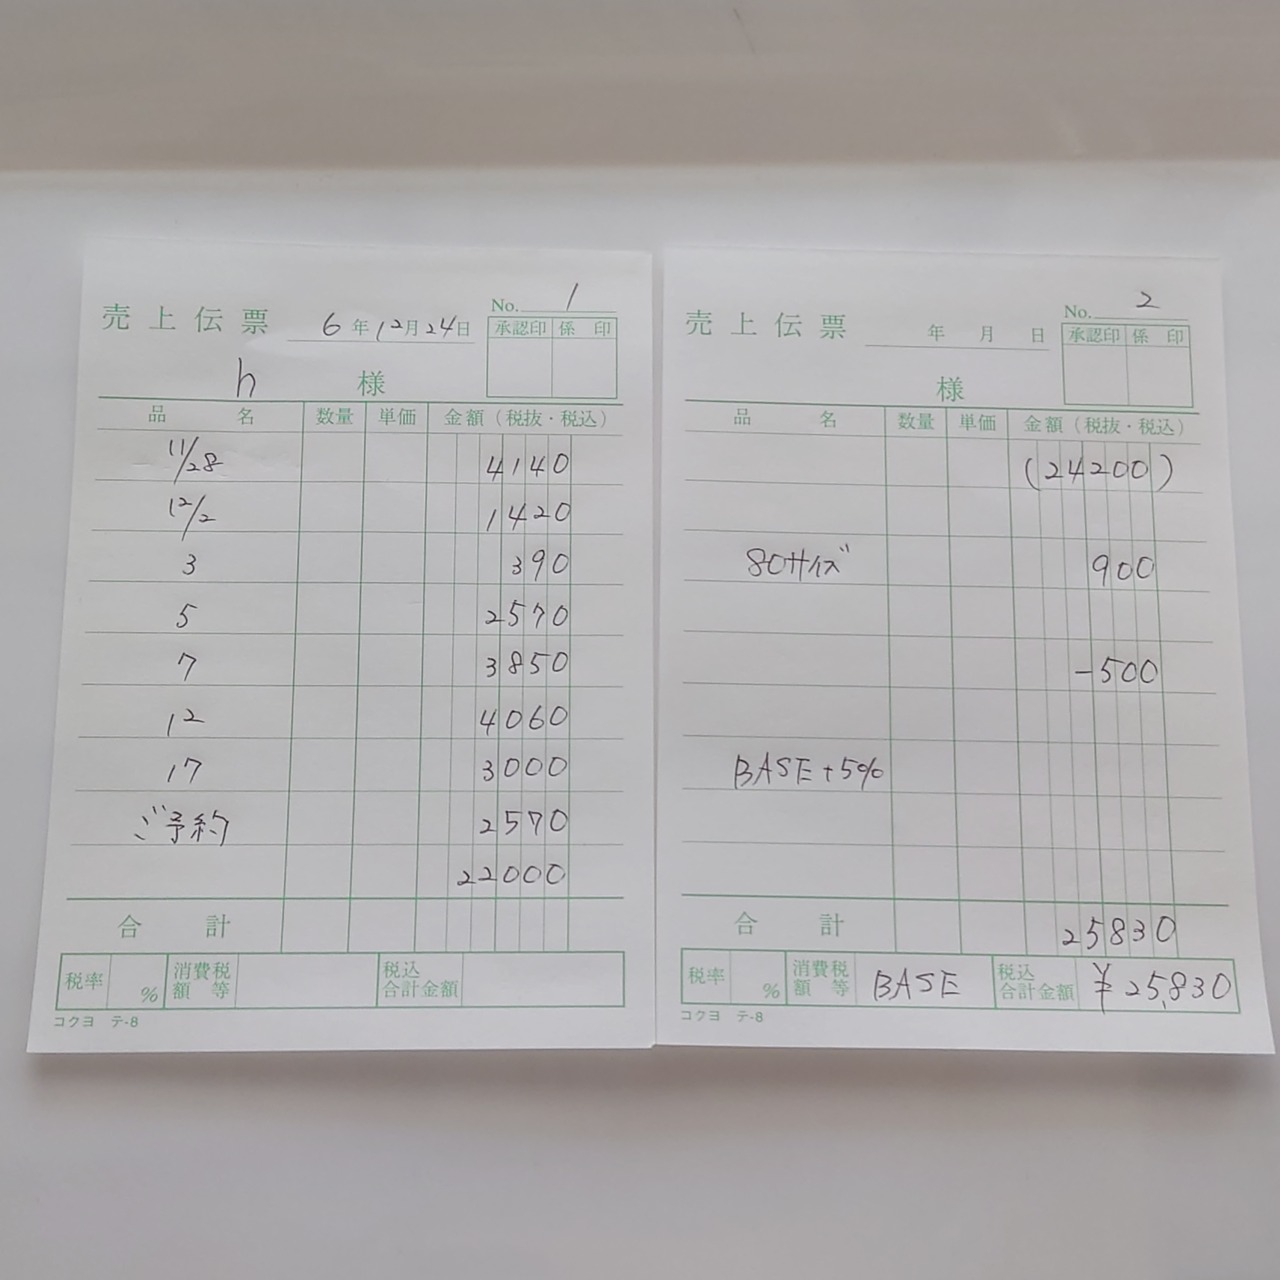 売上伝票 6年12月24日 No. 1
承認印 係印
h 様
品名 数量 単価 金額(税抜・税込)
11/28 4140
12/2 1420
3 390
5 2570
7 3850
12 4060
17 3000
ご予約 2570
22000
合計
税率 % 消費税額等 税込合計金額
コクヨ テ-8
売上伝票 年 月 日 No. 2
承認印 係印
様
品名 数量 単価 金額(税抜・税込)
(24200)
80サイズ 900
-500
BASE+5%
合計 25830
税率 % 消費税額等 BASE 税込合計金額 ¥25,830
コクヨ テ-8